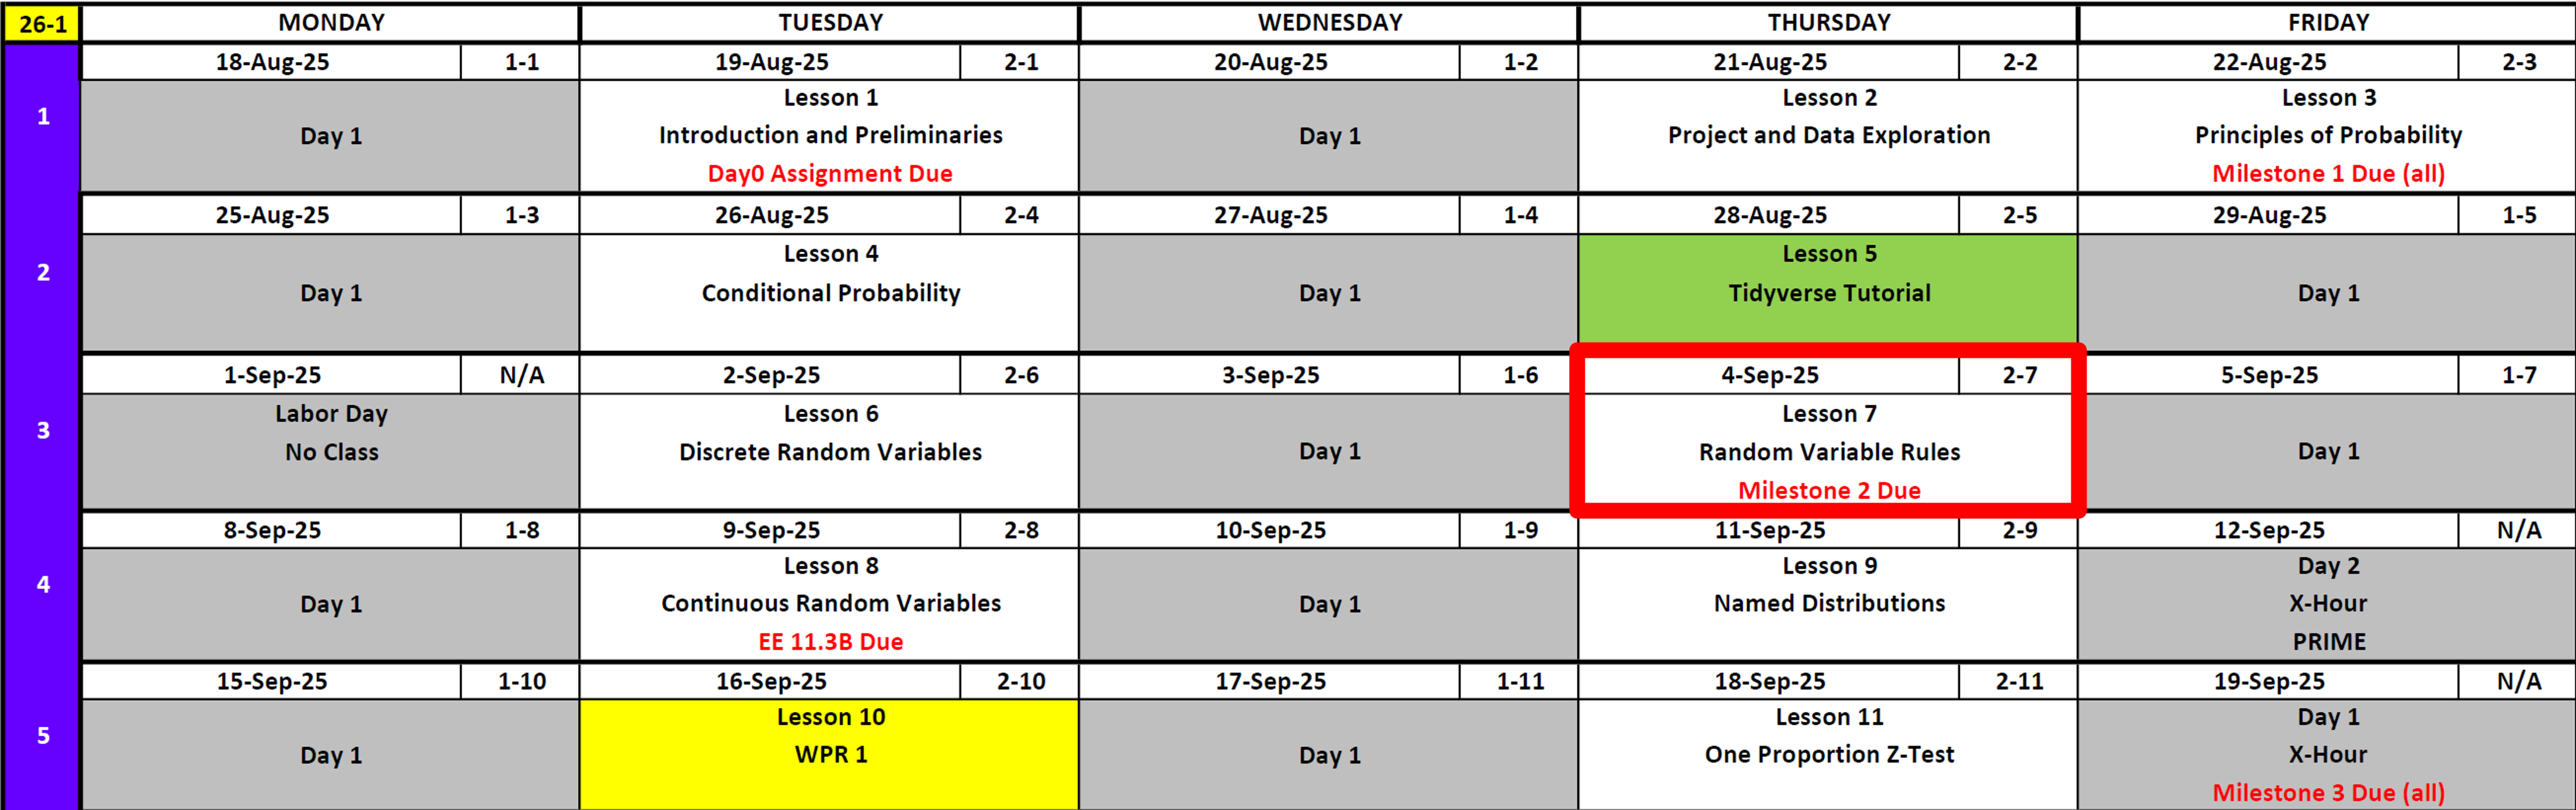 26-1 MONDAY TUESDAY WEDNESDAY THURSDAY FRIDAY
18-Aug-25 1-1 19-Aug-25 2-1 20-Aug-25 1-2 21-Aug-25 2-2 22-Aug-25 2-3
1
Day 1
Lesson 1
Introduction and Preliminaries
Day0 Assignment Due
Day 1
Lesson 2
Project and Data Exploration
Lesson 3
Principles of Probability
Milestone 1 Due (all)
25-Aug-25 1-3 26-Aug-25 2-4 27-Aug-25 1-4 28-Aug-25 2-5 29-Aug-25 1-5
2
Day 1
Lesson 4
Conditional Probability
Day 1
Lesson 5
Tidyverse Tutorial
Day 1
1-Sep-25 N/A 2-Sep-25 2-6 3-Sep-25 1-6 4-Sep-25 2-7 5-Sep-25 1-7
3
Labor Day
No Class
Lesson 6
Discrete Random Variables
Day 1
Lesson 7
Random Variable Rules
Milestone 2 Due
Day 1
8-Sep-25 1-8 9-Sep-25 2-8 10-Sep-25 1-9 11-Sep-25 2-9 12-Sep-25 N/A
4
Day 1
Lesson 8
Continuous Random Variables
EE 11.3B Due
Day 1
Lesson 9
Named Distributions
Day 2
X-Hour
PRIME
15-Sep-25 1-10 16-Sep-25 2-10 17-Sep-25 1-11 18-Sep-25 2-11 19-Sep-25 N/A
5
Day 1
Lesson 10
WPR 1
Day 1
Lesson 11
One Proportion Z-Test
Day 1
X-Hour
Milestone 3 Due (all)